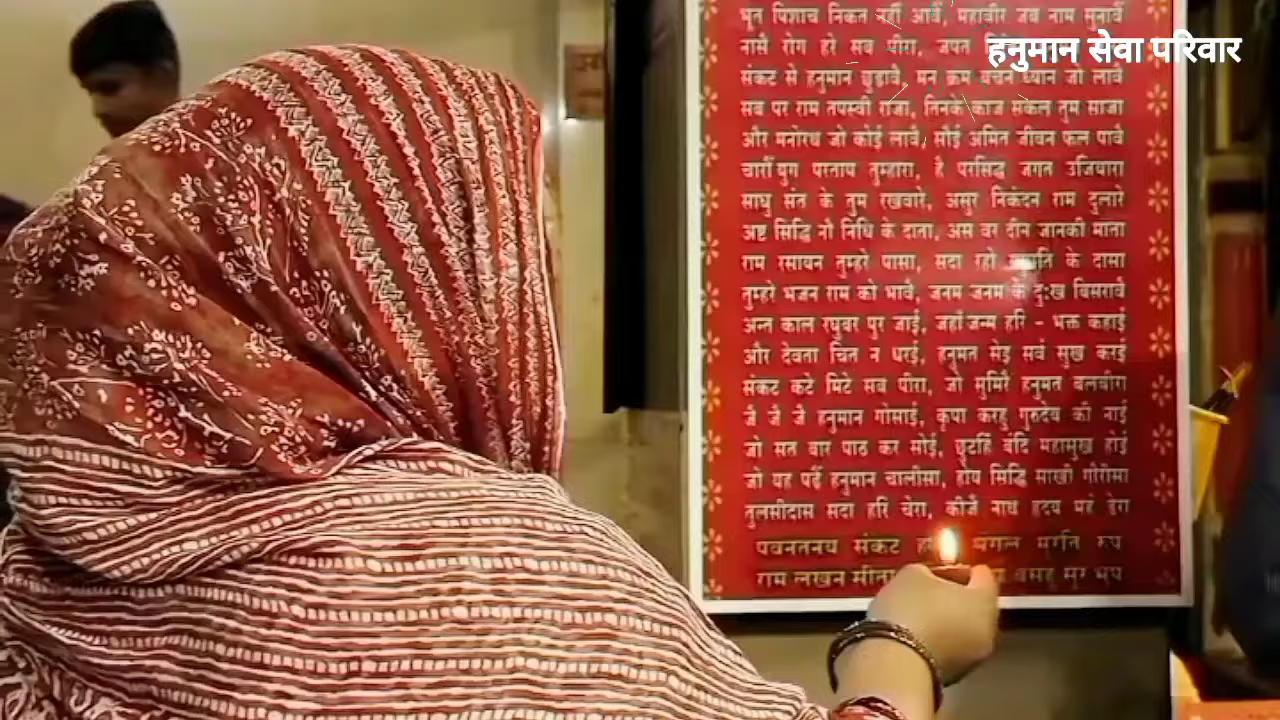 हनुमान सेवा परिवार
भूत पिशाच निकत नहीं आवें, महाबीर जब नाम सुनावें
नासै रोग हरे सब पीरा, जपत
संकट से हनुमान छुड़ावै, मन क्रम वचन ध्यान जो लावै
सब पर राम तपस्वी राजा, तिनके काज सकल तुम साजा
और मनोरथ जो कोई लावै, सोई अमित जीवन फल पावै
चारों युग परताप तुम्हारा, है परसिद्ध जगत उजियारा
साधु संत के तुम रखवारे, असुर निकंदन राम दुलारे
अष्ट सिद्धि नौ निधि के दाता, अस वर दीन जानकी माता
राम रसायन तुम्हरे पासा, सदा रहो के दासा
तुम्हरे भजन राम को भावै, जनम जनम के दुःख बिसरावै
अन्त काल रघुबर पुर जाई, जहाँ जन्म हरि - भक्त कहाई
और देवता चित न धरई, हनुमत सेइ सर्व सुख करई
संकट कटे मिटे सब पीरा, जो सुमिरै हनुमत बलबीरा
जै जै जै हनुमान गोसाईं, कृपा करहु गुरुदेव की नाईं
जो सत बार पाठ कर सोई, छूटहिं बंदि महासुख होई
जो यह पढ़ैं हनुमान चालीसा, होय सिद्धि साखी गौरीसा
तुलसीदास सदा हरि चेरा, कीजै नाथ हृदय महं डेरा
पवनतनय संकट मंगल मूरति रूप
राम लखन सीता बसहु सुर भूप